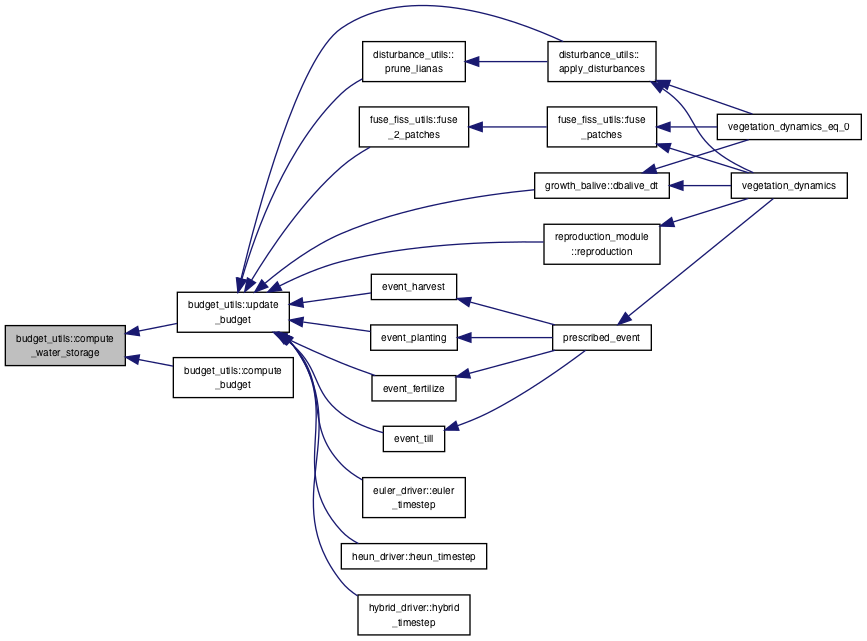 disturbance_utils::
prune_lianas
disturbance_utils::
apply_disturbances
fuse_fiss_utils::fuse
_2_patches
fuse_fiss_utils::fuse
_patches
vegetation_dynamics_eq_0
growth_balive::dbalive_dt
vegetation_dynamics
reproduction_module
::reproduction
budget_utils::update
_budget
event_harvest
budget_utils::compute
_water_storage
event_planting
prescribed_event
budget_utils::compute
_budget
event_fertilize
event_till
euler_driver::euler
_timestep
heun_driver::heun_timestep
hybrid_driver::hybrid
_timestep